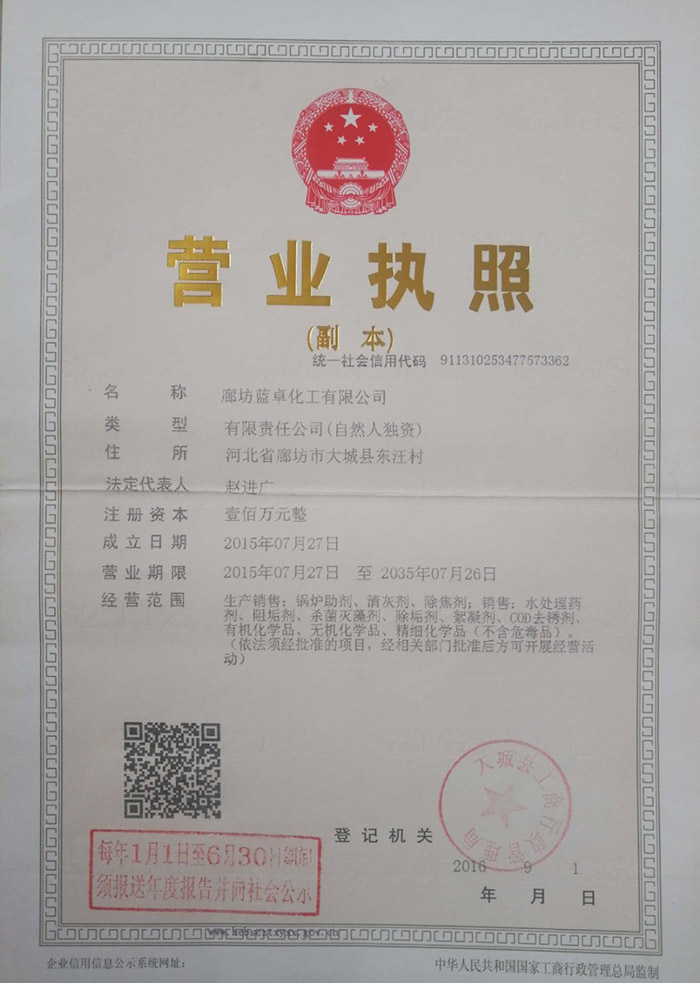 营业执照
(副 本)
统一社会信用代码 911310253477573362
名 称 廊坊蓝卓化工有限公司
类 型 有限责任公司(自然人独资)
住 所 河北省廊坊市大城县东汪村
法定代表人 赵进广
注册资本 壹佰万元整
成立日期 2015年07月27日
营业期限 2015年07月27日 至 2035年07月26日
经营范围 生产销售：锅炉助剂、清灰剂、除焦剂；销售：水处理药
剂、阻垢剂、杀菌灭藻剂、除垢剂、絮凝剂、COD去锈剂、
有机化学品、无机化学品、精细化学品（不含危毒品）。
（依法须经批准的项目，经相关部门批准后方可开展经营活
动）
大城县工商行政管理局
登记机关
2016 9 1
年 月 日
每年1月1日至6月30日期间
须报送年度报告并向社会公示
企业信用信息公示系统网址：
中华人民共和国国家工商行政管理总局监制